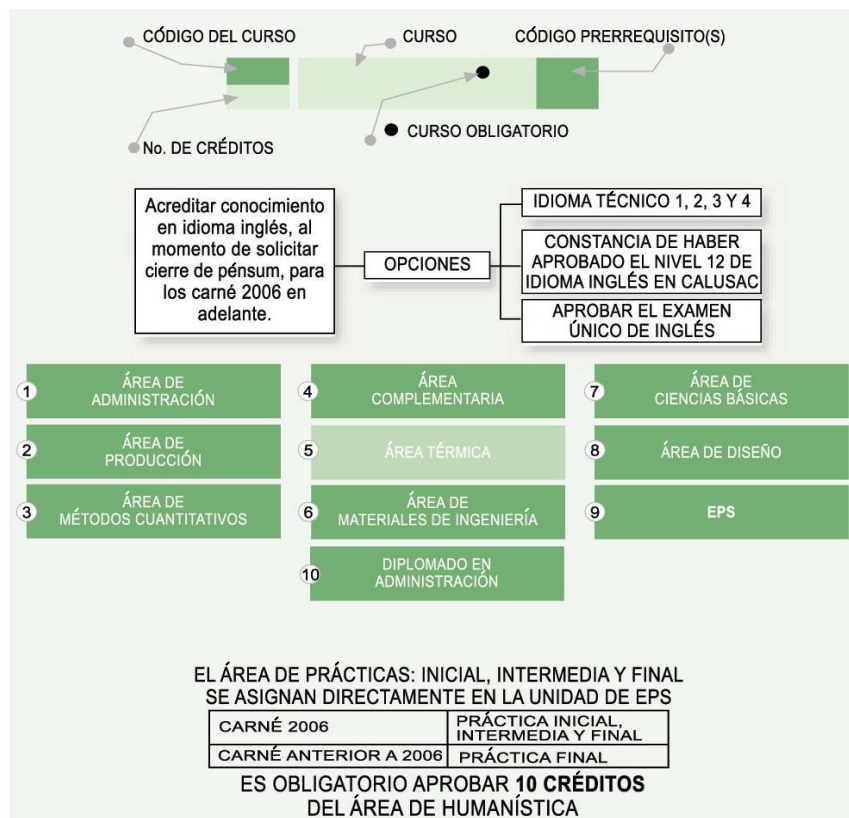 CÓDIGO DEL CURSO
CURSO
CÓDIGO PRERREQUISITO(S)
No. DE CRÉDITOS
CURSO OBLIGATORIO
Acreditar conocimiento
en idioma inglés, al
momento de solicitar
cierre de pénsum, para
los carné 2006 en
adelante.
OPCIONES
IDIOMA TÉCNICO 1, 2, 3 Y 4
CONSTANCIA DE HABER
APROBADO EL NIVEL 12 DE
IDIOMA INGLÉS EN CALUSAC
APROBAR EL EXAMEN
ÚNICO DE INGLÉS
1 ÁREA DE
ADMINISTRACIÓN
2 ÁREA DE
PRODUCCIÓN
3 ÁREA DE
MÉTODOS CUANTITATIVOS
4 ÁREA
COMPLEMENTARIA
5 ÁREA TÉRMICA
6 ÁREA DE
MATERIALES DE INGENIERÍA
10 DIPLOMADO EN
ADMINISTRACIÓN
7 ÁREA DE
CIENCIAS BÁSICAS
8 ÁREA DE DISEÑO
9 EPS
EL ÁREA DE PRÁCTICAS: INICIAL, INTERMEDIA Y FINAL
SE ASIGNAN DIRECTAMENTE EN LA UNIDAD DE EPS
CARNÉ 2006
PRÁCTICA INICIAL,
INTERMEDIA Y FINAL
CARNÉ ANTERIOR A 2006
PRÁCTICA FINAL
ES OBLIGATORIO APROBAR 10 CRÉDITOS
DEL ÁREA DE HUMANÍSTICA